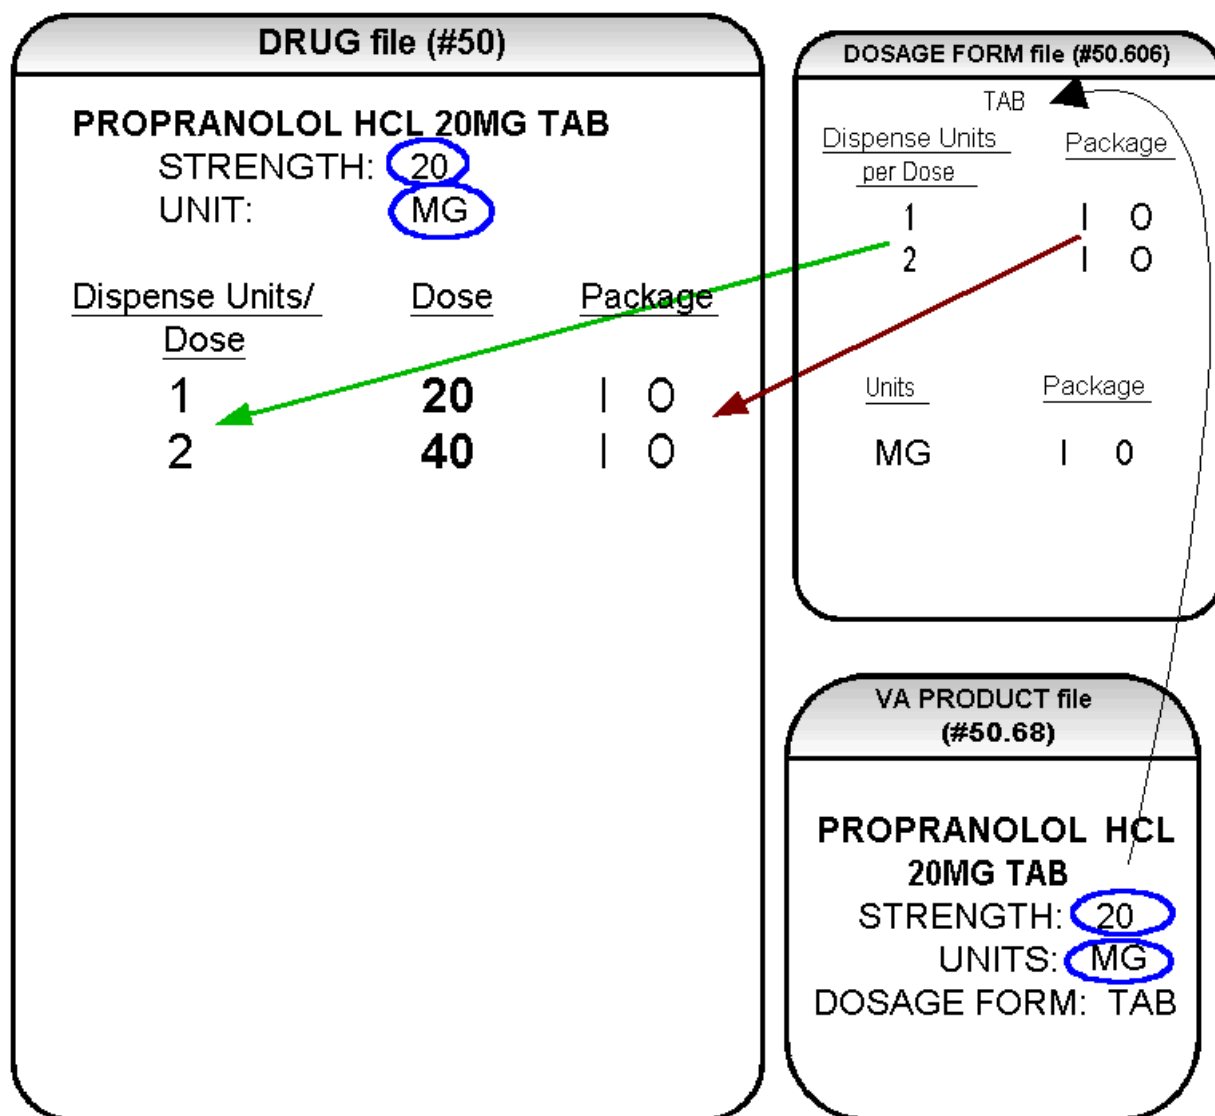 DRUG file (#50)
PROPRANOLOL HCL 20MG TAB
STRENGTH: 20
UNIT: MG
Dispense Units/ Dose Package
Dose
1 20 I O
2 40 I O
DOSAGE FORM file (#50.606)
TAB
Dispense Units Package
per Dose
1 I O
2 I O
Units Package
MG I 0
VA PRODUCT file
(#50.68)
PROPRANOLOL HCL
20MG TAB
STRENGTH: 20
UNITS: MG
DOSAGE FORM: TAB